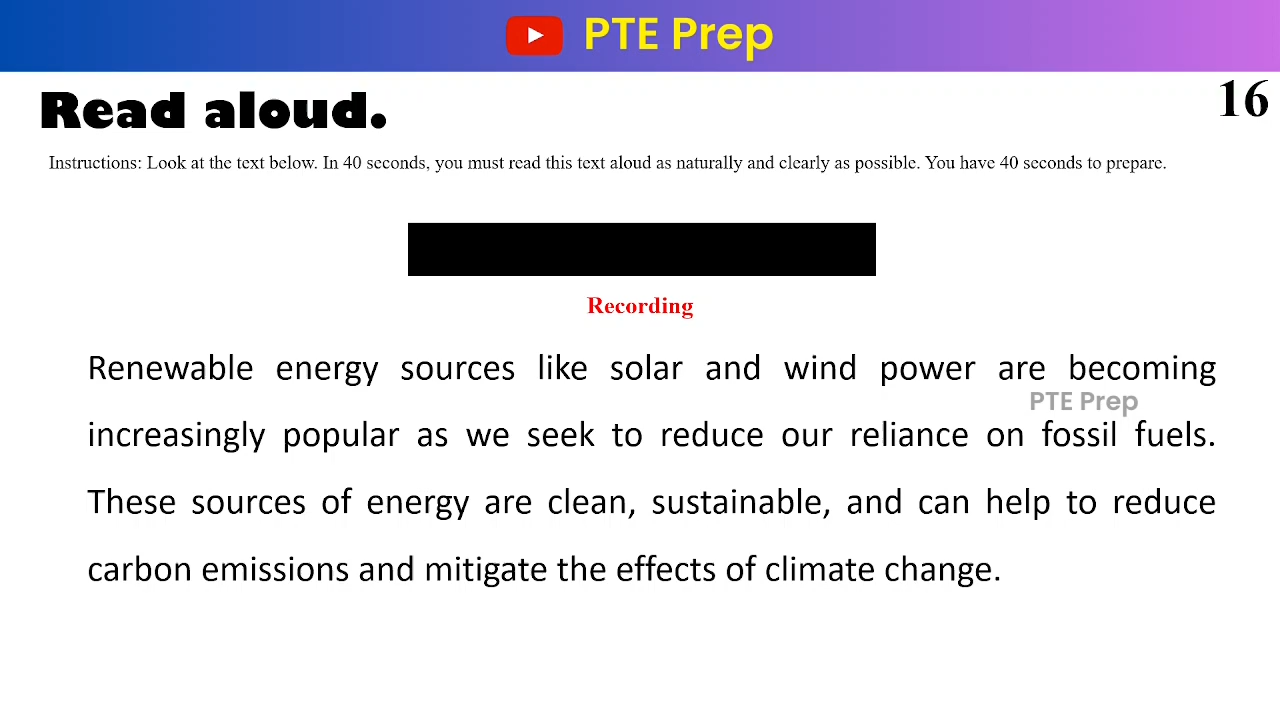 PTE Prep
Read aloud.
16
Instructions: Look at the text below. In 40 seconds, you must read this text aloud as naturally and clearly as possible. You have 40 seconds to prepare.
Recording
Renewable energy sources like solar and wind power are becoming
PTE Prep
increasingly popular as we seek to reduce our reliance on fossil fuels.
These sources of energy are clean, sustainable, and can help to reduce
carbon emissions and mitigate the effects of climate change.